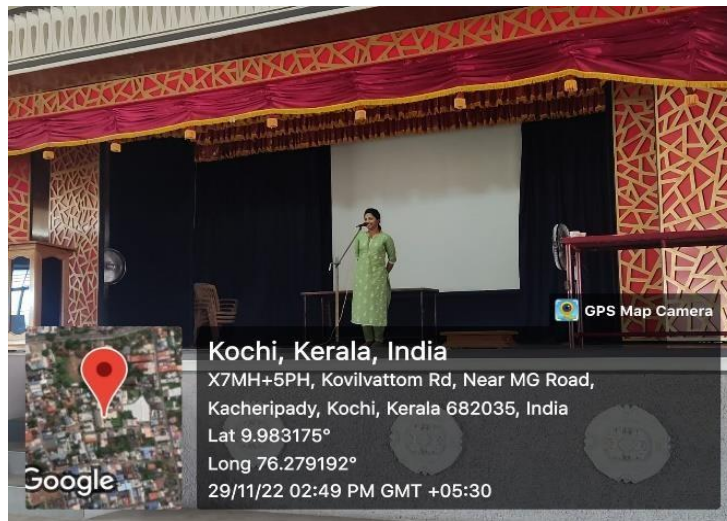 GPS Map Camera
Kochi, Kerala, India
X7MH+5PH, Kovilvattom Rd, Near MG Road,
Kacheripady, Kochi, Kerala 682035, India
Lat 9.983175°
Long 76.279192°
29/11/22 02:49 PM GMT +05:30
Google